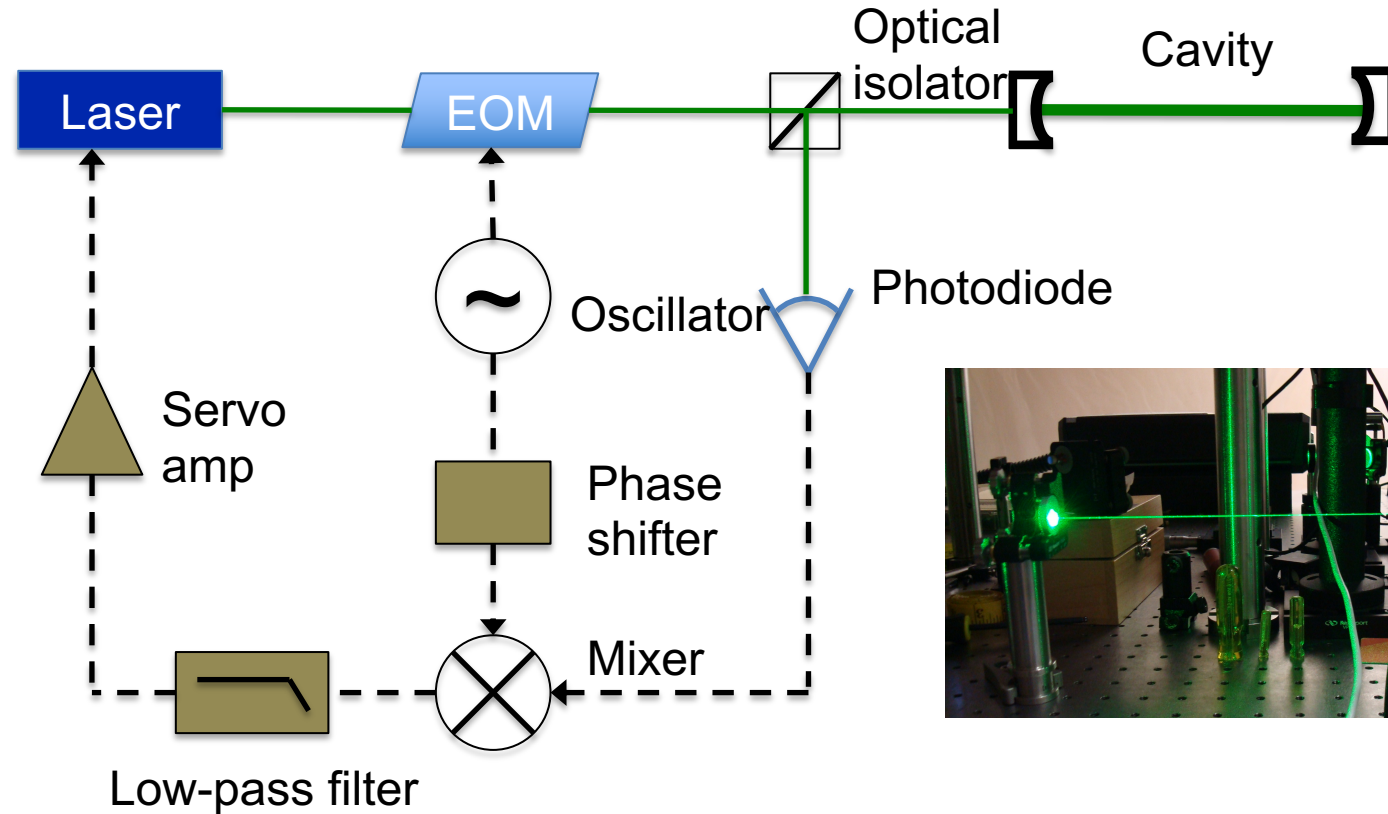 Optical
isolator
Cavity
Laser
EOM
Oscillator
Photodiode
Servo
amp
Phase
shifter
Mixer
Low-pass filter